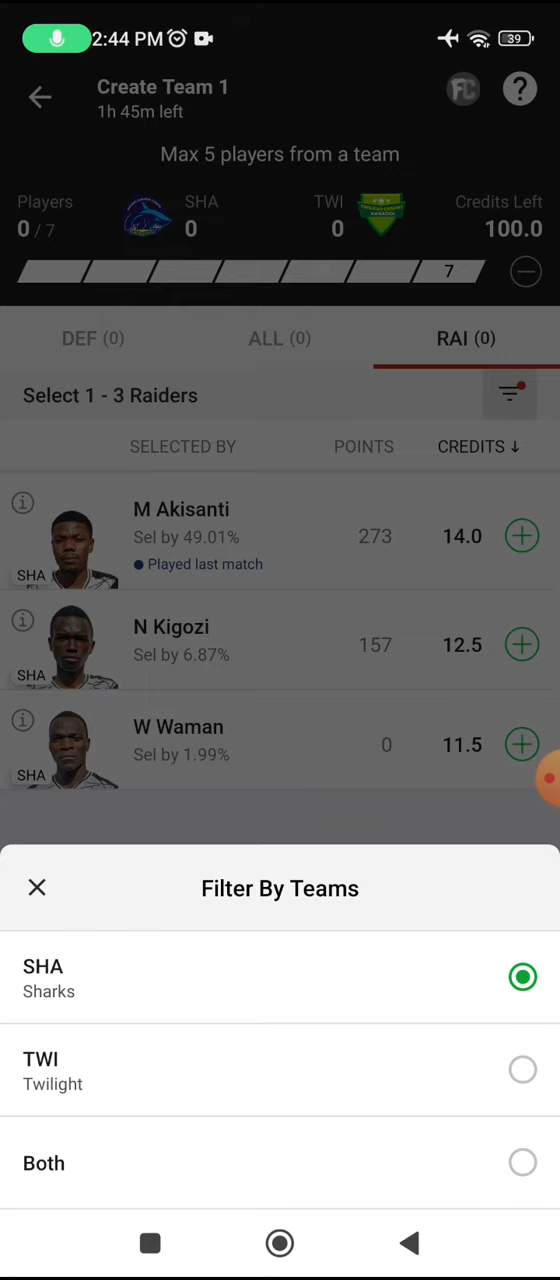 2:44 PM
39
Create Team 1
1h 45m left
FC
?
Max 5 players from a team
Players
0 / 7
SHA
0
TWI
0
Credits Left
100.0
7
DEF (0)
ALL (0)
RAI (0)
Select 1 - 3 Raiders
SELECTED BY
POINTS
CREDITS ↓
M Akisanti
Sel by 49.01%
Played last match
SHA
273
14.0
N Kigozi
Sel by 6.87%
SHA
157
12.5
W Waman
Sel by 1.99%
SHA
0
11.5
Filter By Teams
SHA
Sharks
TWI
Twilight
Both